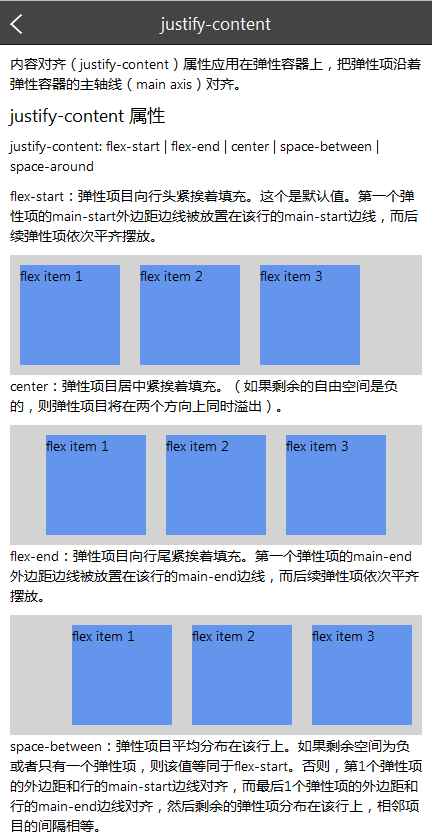 justify-content
内容对齐（justify-content）属性应用在弹性容器上，把弹性项沿着
弹性容器的主轴线（main axis）对齐。
justify-content 属性
justify-content: flex-start | flex-end | center | space-between |
space-around
flex-start：弹性项目向行头紧挨着填充。这个是默认值。第一个弹
性项的main-start外边距边线被放置在该行的main-start边线，而后
续弹性项依次平齐摆放。
flex item 1 flex item 2 flex item 3
center：弹性项目居中紧挨着填充。（如果剩余的自由空间是负
的，则弹性项目将在两个方向上同时溢出）。
flex item 1 flex item 2 flex item 3
flex-end：弹性项目向行尾紧挨着填充。第一个弹性项的main-end
外边距边线被放置在该行的main-end边线，而后续弹性项依次平齐
摆放。
flex item 1 flex item 2 flex item 3
space-between：弹性项目平均分布在该行上。如果剩余空间为负
或者只有一个弹性项，则该值等同于flex-start。否则，第1个弹性项
的外边距和行的main-start边线对齐，而最后1个弹性项的外边距和
行的main-end边线对齐，然后剩余的弹性项分布在该行上，相邻项
目的间隔相等。